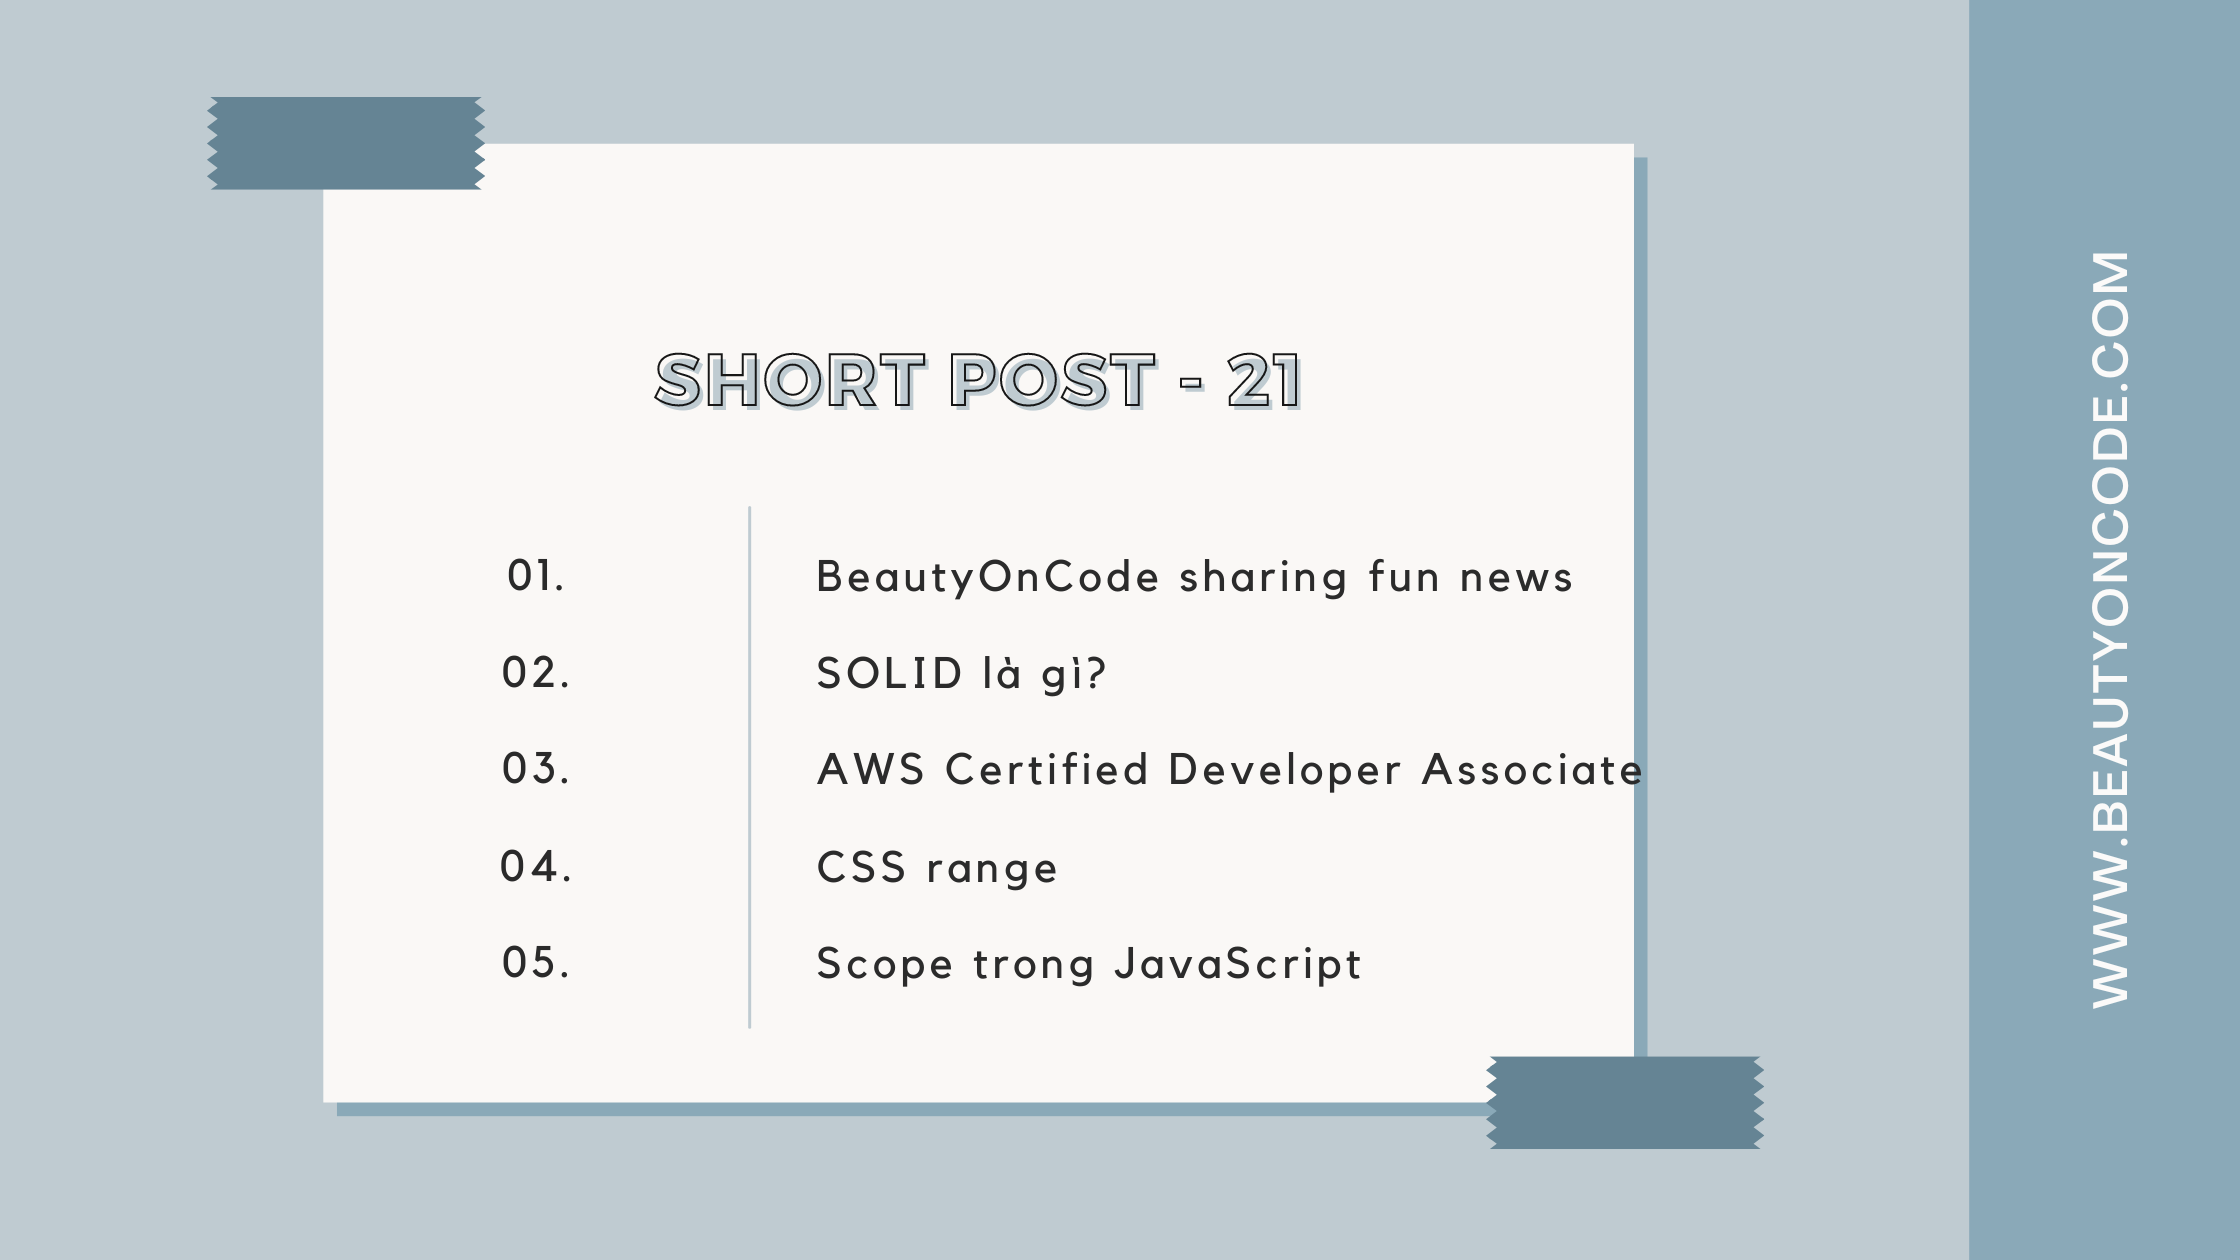 SHORT POST - 21
01. BeautyOnCode sharing fun news
02. SOLID là gì?
03. AWS Certified Developer Associate
04. CSS range
05. Scope trong JavaScript
WWW.BEAUTYONCODE.COM